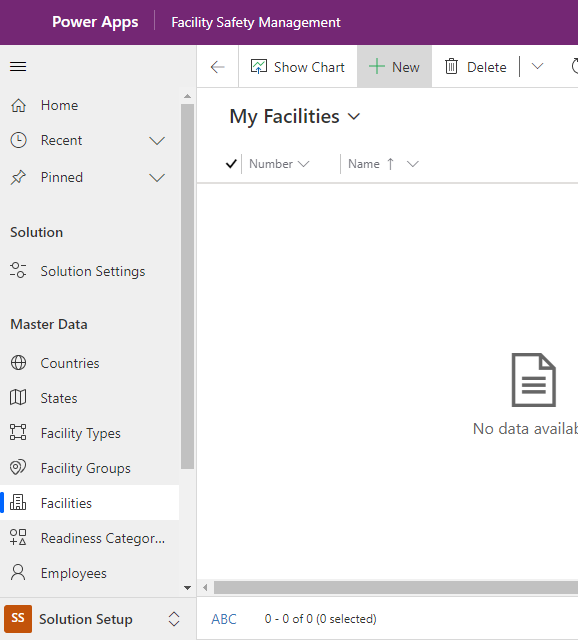 Power Apps Facility Safety Management
Show Chart New Delete
Home
My Facilities
Recent
Number Name
Pinned
Solution
Solution Settings
Master Data
Countries
States
Facility Types
No data availab
Facility Groups
Facilities
Readiness Categor...
Employees
SS Solution Setup
ABC 0 - 0 of 0 (0 selected)